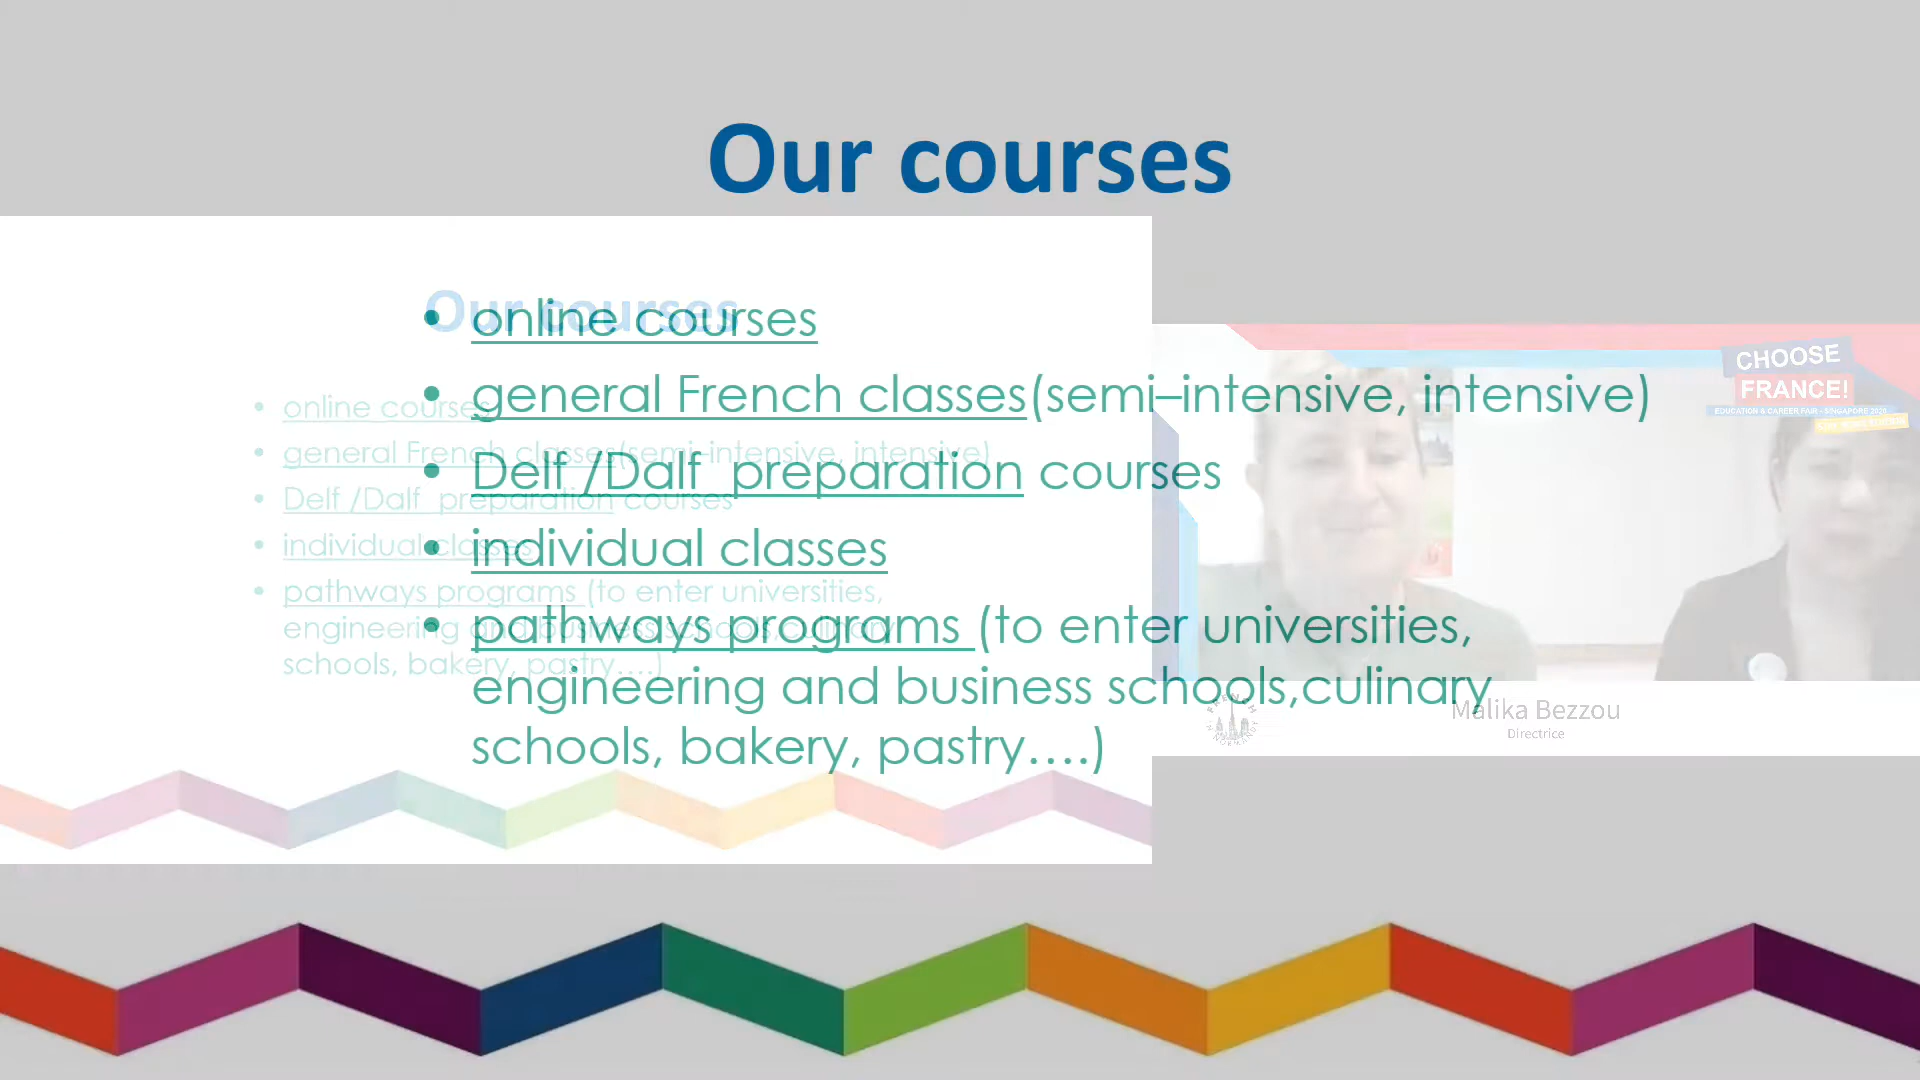 Our courses
• online courses
• general French classes(semi–intensive, intensive)
• Delf /Dalf preparation courses
• individual classes
• pathways programs (to enter universities,
engineering and business schools,culinary
schools, bakery, pastry....)
Our courses
• online courses
• general French classes(semi–intensive, intensive)
• Delf /Dalf preparation courses
• individual classes
• pathways programs (to enter universities,
engineering and business schools,culinary
schools, bakery, pastry....)
CHOOSE
FRANCE!
EDUCATION & CAREER FAIR - SINGAPORE 2020
Malika Bezzou
Directrice